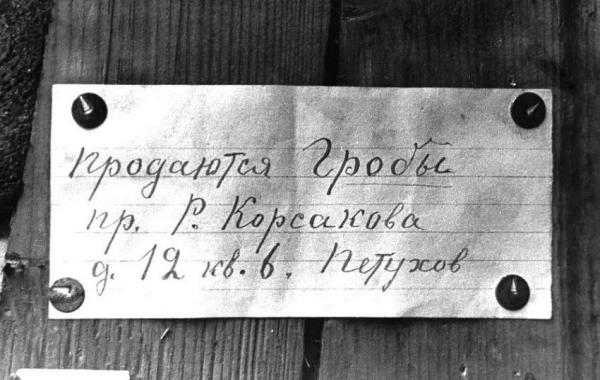 Продаются Гробы
пр. Р. Корсакова
д. 12 кв. 6. Петухов